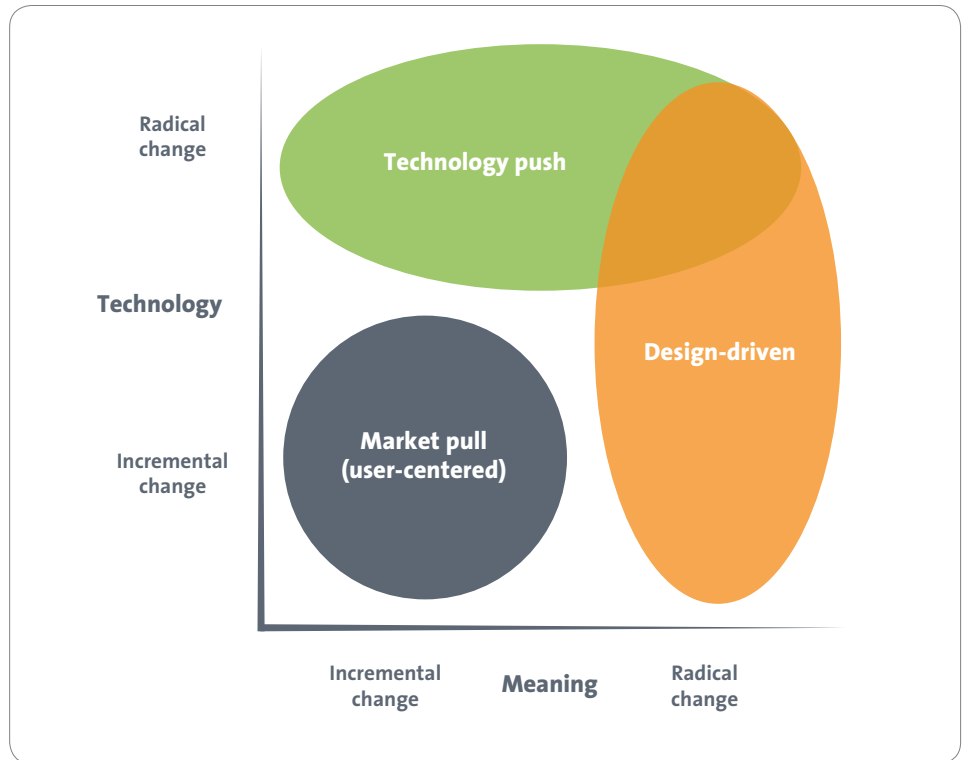 Radical
change
Technology push
Technology
Design-driven
Market pull
(user-centered)
Incremental
change
Incremental
change
Meaning
Radical
change